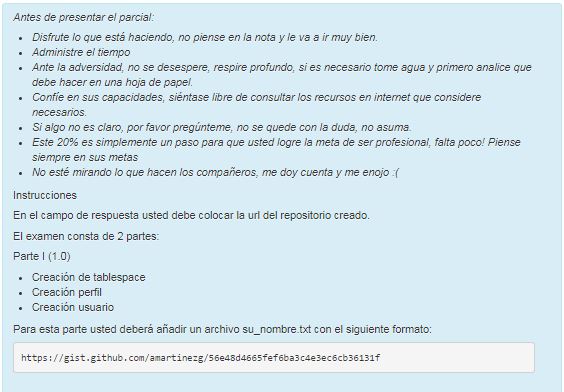 Antes de presentar el parcial:
• Disfrute lo que está haciendo, no piense en la nota y le va a ir muy bien.
• Administre el tiempo
• Ante la adversidad, no se desespere, respire profundo, si es necesario tome agua y primero analice que
debe hacer en una hoja de papel.
• Confíe en sus capacidades, siéntase libre de consultar los recursos en internet que considere
necesarios.
• Si algo no es claro, por favor pregúnteme, no se quede con la duda, no asuma.
• Este 20% es simplemente un paso para que usted logre la meta de ser profesional, falta poco! Piense
siempre en sus metas
• No esté mirando lo que hacen los compañeros, me doy cuenta y me enojo :(
Instrucciones
En el campo de respuesta usted debe colocar la url del repositorio creado.
El examen consta de 2 partes:
Parte I (1.0)
• Creación de tablespace
• Creación perfil
• Creación usuario
Para esta parte usted deberá añadir un archivo su_nombre.txt con el siguiente formato:
https://gist.github.com/amartinezg/56e48d4665fef6ba3c4e3ec6cb36131f